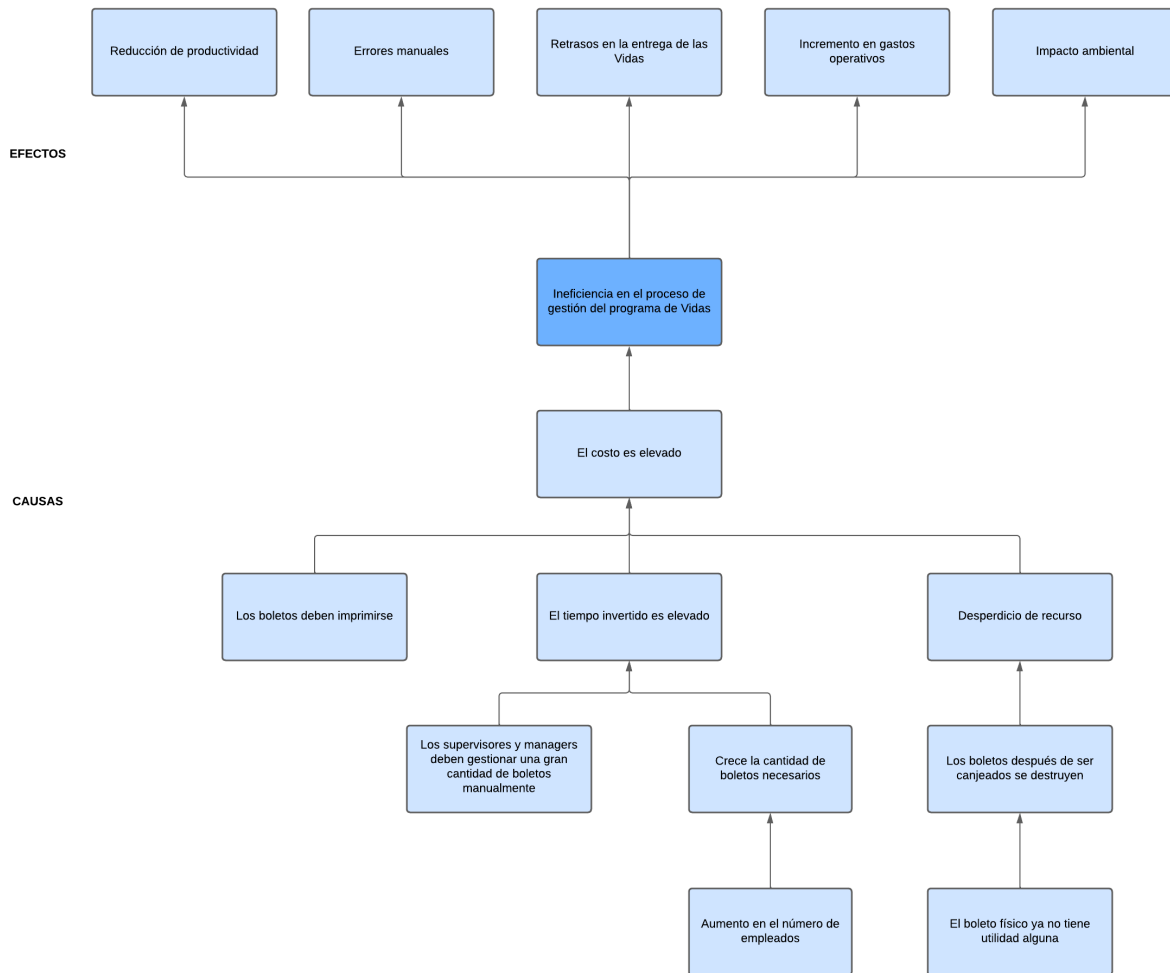 Reducción de productividad
Errores manuales
Retrasos en la entrega de las
Vidas
Incremento en gastos
operativos
Impacto ambiental
EFECTOS
Ineficiencia en el proceso de
gestión del programa de Vidas
El costo es elevado
CAUSAS
Los boletos deben imprimirse
El tiempo invertido es elevado
Desperdicio de recurso
Los supervisores y managers
deben gestionar una gran
cantidad de boletos
manualmente
Crece la cantidad de
boletos necesarios
Los boletos después de ser
canjeados se destruyen
Aumento en el número de
empleados
El boleto físico ya no tiene
utilidad alguna